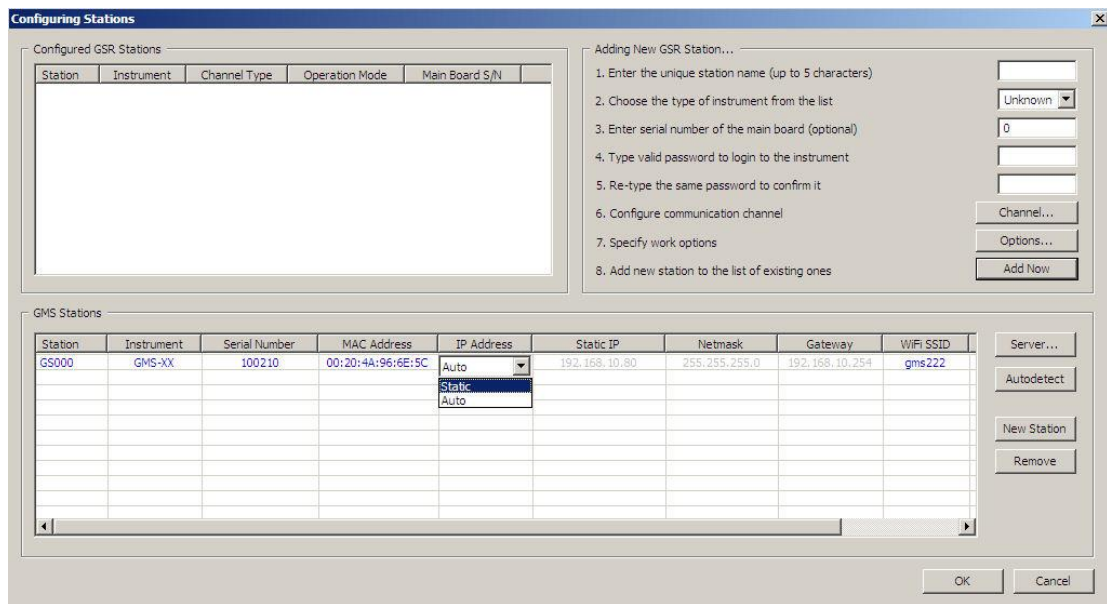 Configuring Stations
Configured GSR Stations
Station Instrument Channel Type Operation Mode Main Board S/N
Adding New GSR Station...
1. Enter the unique station name (up to 5 characters)
2. Choose the type of instrument from the list Unknown
3. Enter serial number of the main board (optional) 0
4. Type valid password to login to the instrument
5. Re-type the same password to confirm it
6. Configure communication channel Channel...
7. Specify work options Options...
8. Add new station to the list of existing ones Add Now
GMS Stations
Station Instrument Serial Number MAC Address IP Address Static IP Netmask Gateway WiFi SSID
GS000 GMS-XX 100210 00:20:4A:96:6E:5C Auto 192.168.10.80 255.255.255.0 192.168.10.254 gms222
Static
Auto
Server...
Autodetect
New Station
Remove
OK Cancel